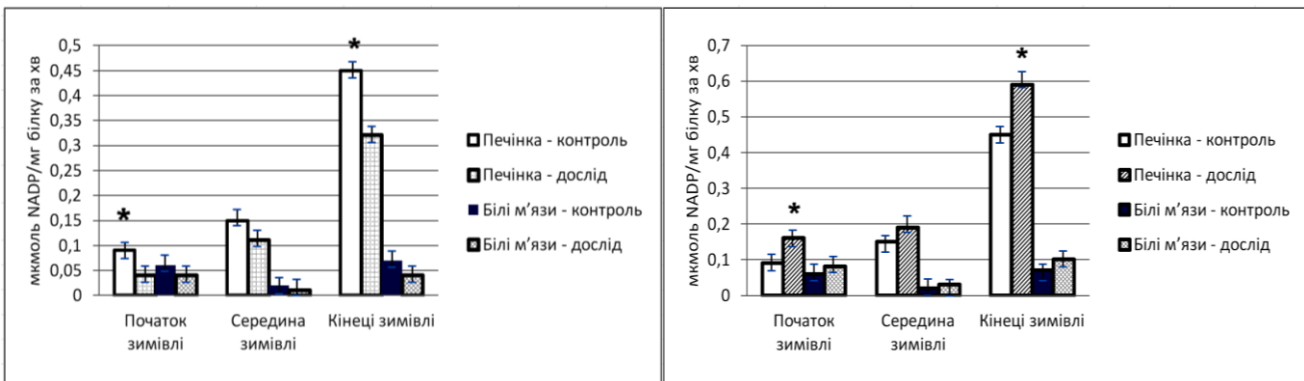 мкмоль NADP/мг білку за хв
0,5
0,45
0,4
0,35
0,3
0,25
0,2
0,15
0,1
0,05
0
*
*
Початок
зимівлі
Середина
зимівлі
Кінеці зимівлі
Печінка - контроль
Печінка - дослід
Білі м’язи - контроль
Білі м’язи - дослід
мкмоль NADP/мг білку за хв
0,7
0,6
0,5
0,4
0,3
0,2
0,1
0
*
*
Початок
зимівлі
Середина
зимівлі
Кінеці зимівлі
Печінка - контроль
Печінка - дослід
Білі м’язи - контроль
Білі м’язи - дослід